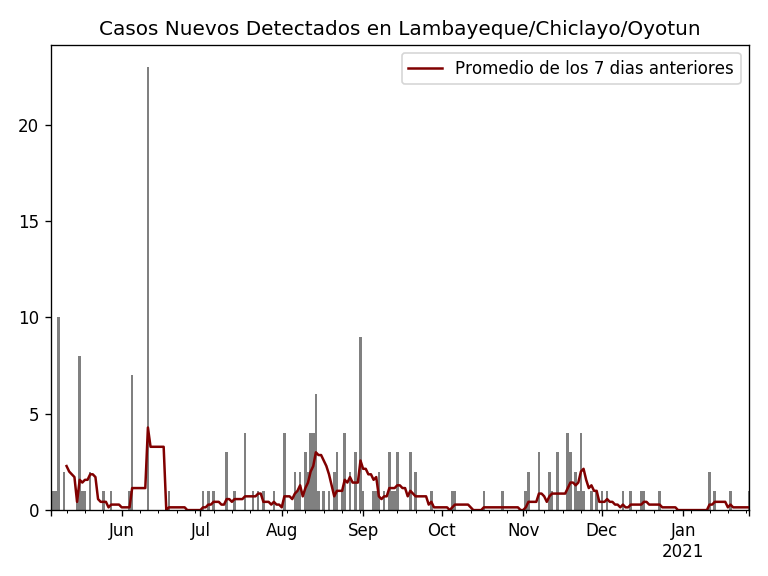 Casos Nuevos Detectados en Lambayeque/Chiclayo/Oyotun
Promedio de los 7 dias anteriores
20
15
10
5
0
Jun Jul Aug Sep Oct Nov Dec Jan
2021